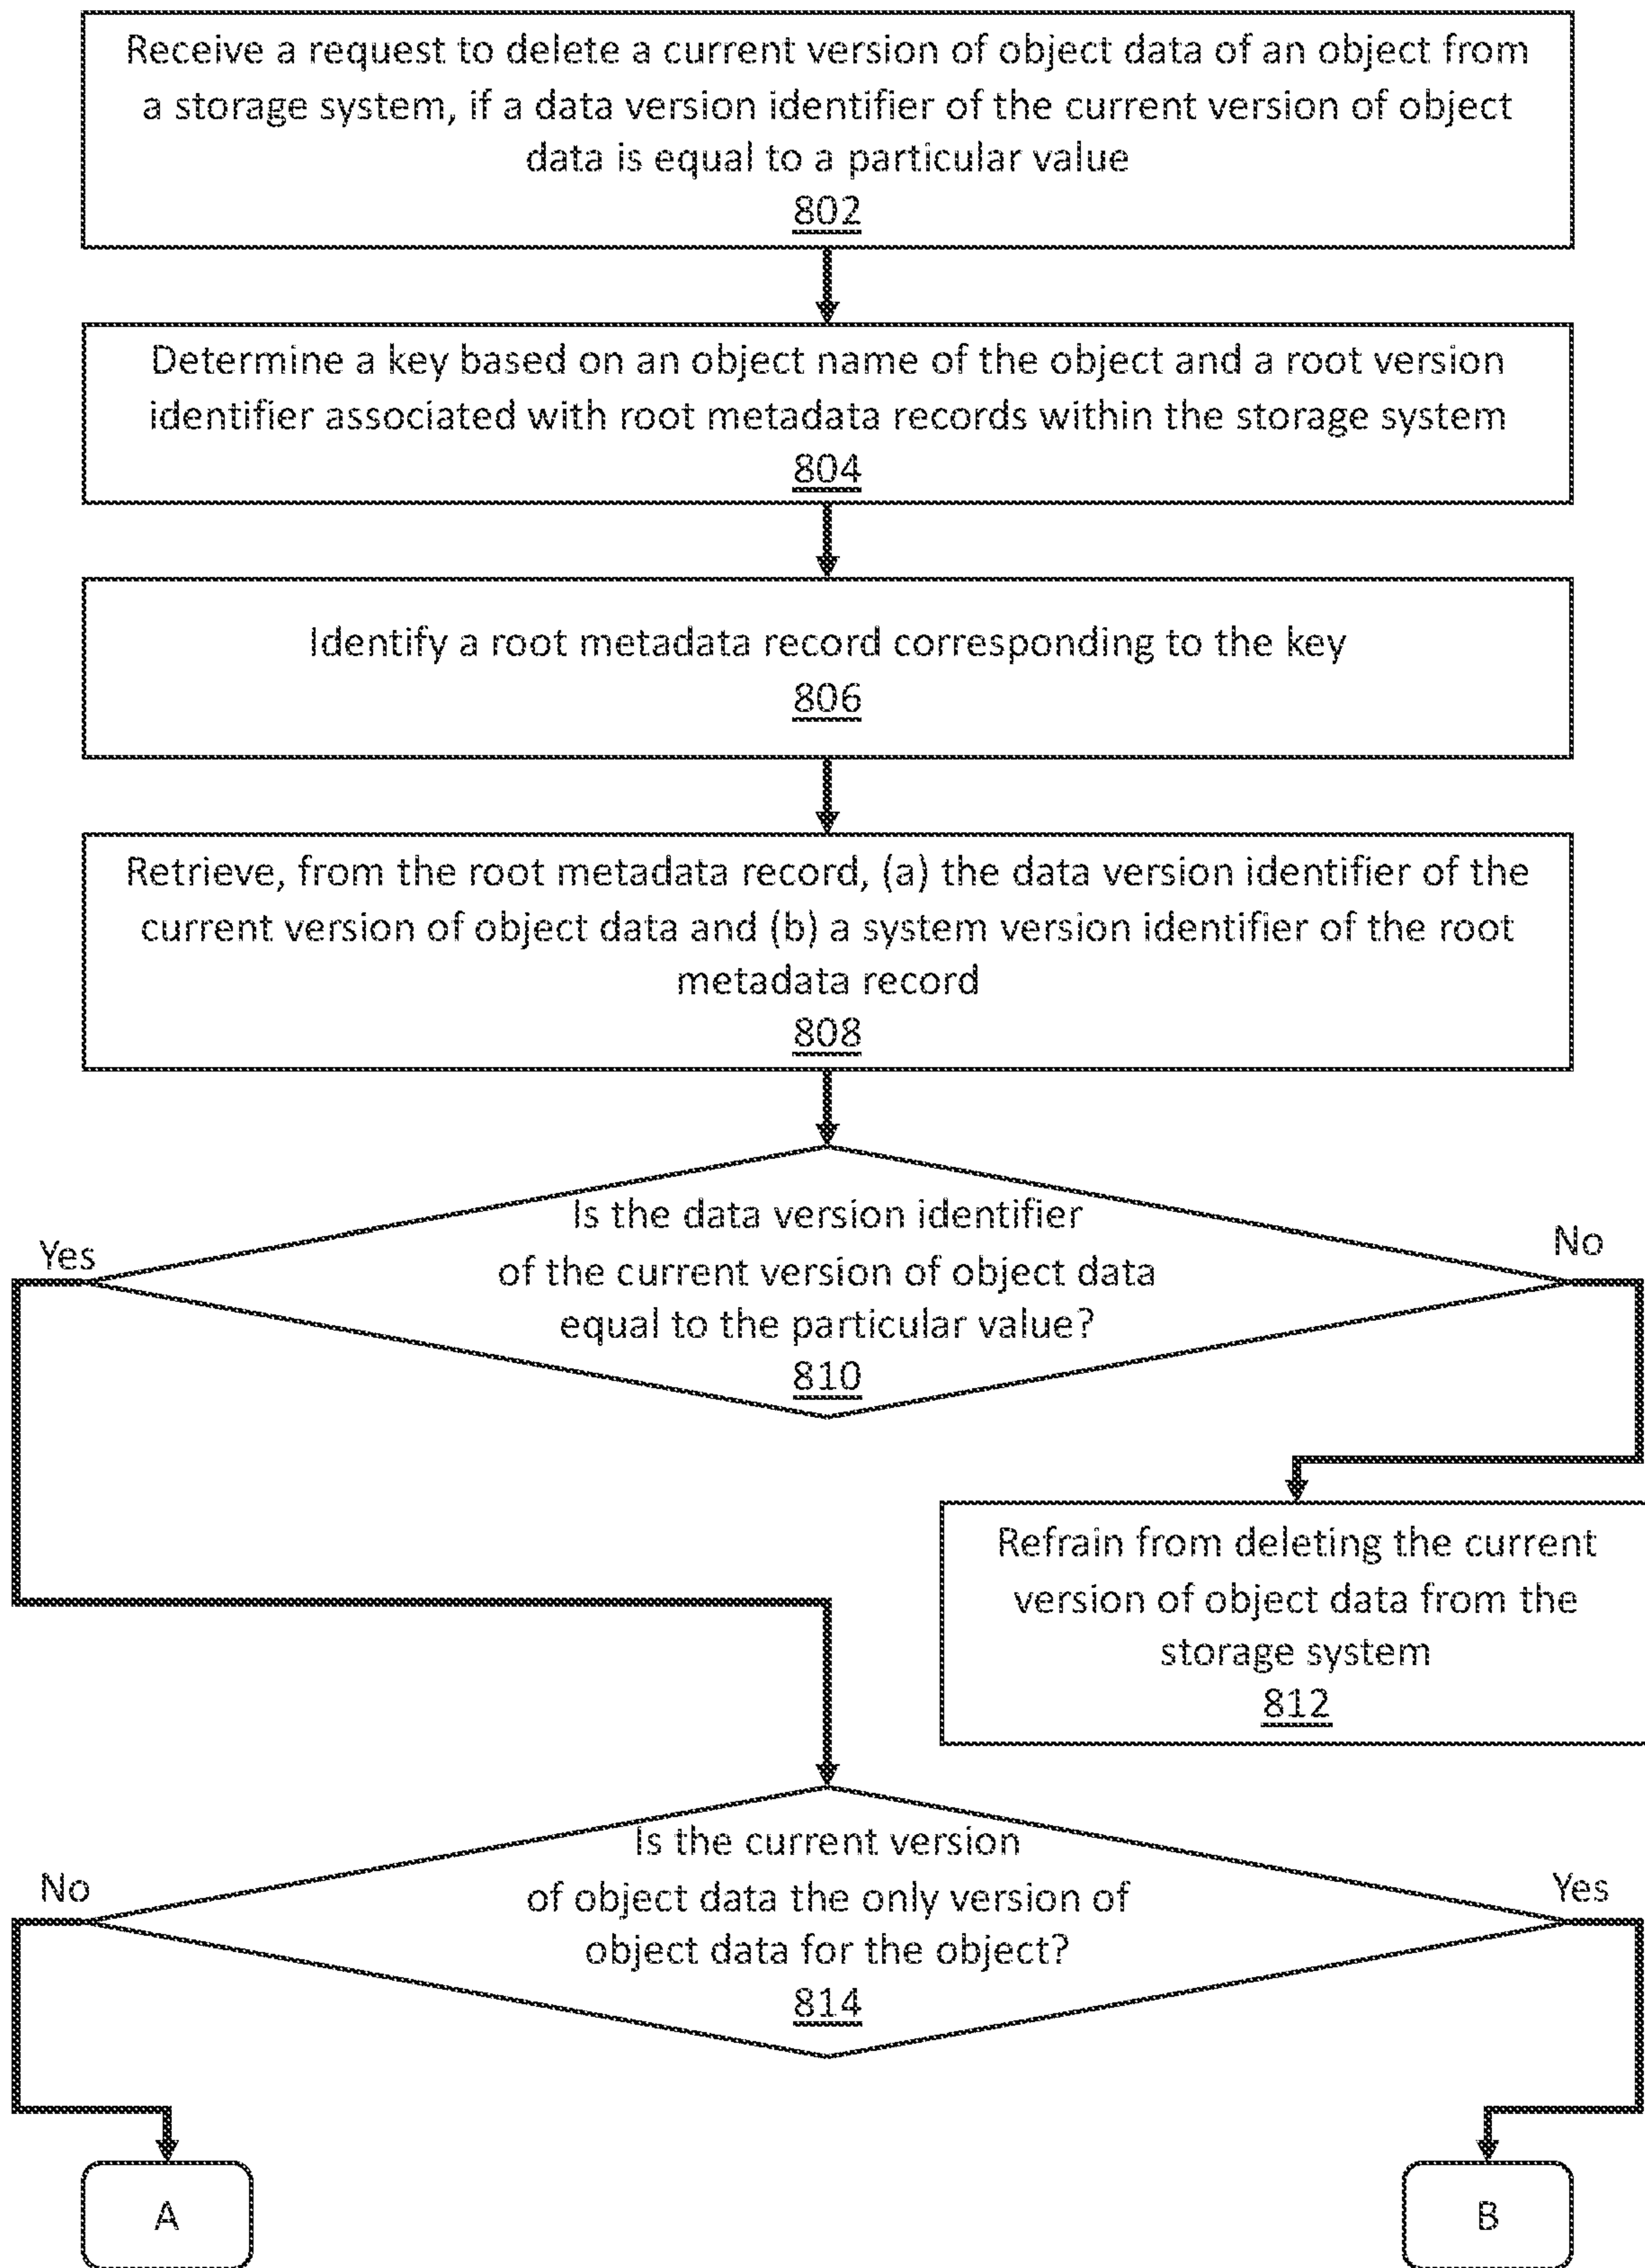 Receive a request to delete a current version of object data of an object from
a storage system, if a data version identifier of the current version of object
data is equal to a particular value
802
Determine a key based on an object name of the object and a root version
identifier associated with root metadata records within the storage system
804
Identify a root metadata record corresponding to the key
806
Retrieve, from the root metadata record, (a) the data version identifier of the
current version of object data and (b) a system version identifier of the root
metadata record
808
Is the data version identifier
of the current version of object data
equal to the particular value?
810
Yes
No
Refrain from deleting the current
version of object data from the
storage system
812
Is the current version
of object data the only version of
object data for the object?
814
No
Yes
A
B